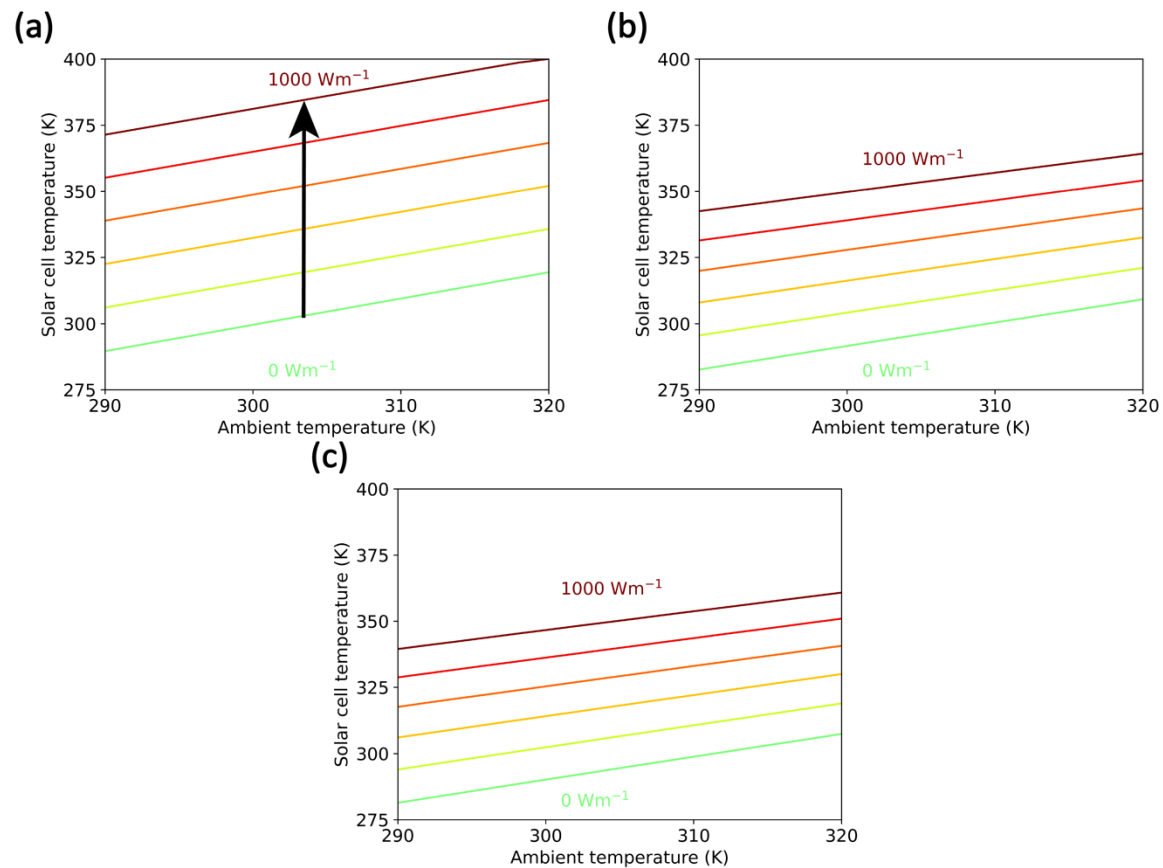 (a)
400
375
350
325
300
275
Solar cell temperature (K)
1000 Wm⁻¹
0 Wm⁻¹
290 300 310 320
Ambient temperature (K)
(b)
400
375
350
325
300
275
Solar cell temperature (K)
1000 Wm⁻¹
0 Wm⁻¹
290 300 310 320
Ambient temperature (K)
(c)
400
375
350
325
300
275
Solar cell temperature (K)
1000 Wm⁻¹
0 Wm⁻¹
290 300 310 320
Ambient temperature (K)